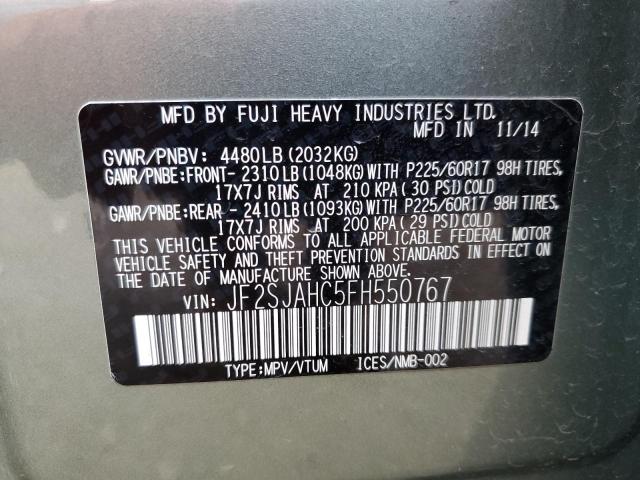 MFD BY FUJI HEAVY INDUSTRIES LTD.
MFD IN 11/14
GVWR/PNBV: 4480LB(2032KG)
GAWR/PNBE:FRONT- 2310LB(1048KG)WITH P225/60R17 98H TIRES,
17X7J RIMS AT 210 KPA( 30 PSI)COLD
GAWR/PNBE:REAR - 2410LB(1093KG)WITH P225/60R17 98H TIRES,
17X7J RIMS AT 200 KPA( 29 PSI)COLD
THIS VEHICLE CONFORMS TO ALL APPLICABLE FEDERAL MOTOR
VEHICLE SAFETY AND THEFT PREVENTION STANDARDS IN EFFECT ON
THE DATE OF MANUFACTURE SHOWN ABOVE.
VIN: JF2SJAHC5FH550767
TYPE:MPV/VTUM ICES/NMB-002